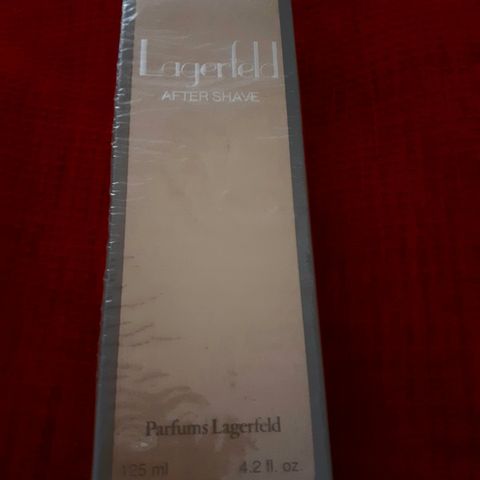 Lagerfeld
AFTER SHAVE
Parfums Lagerfeld
125 ml 4.2 fl. oz.